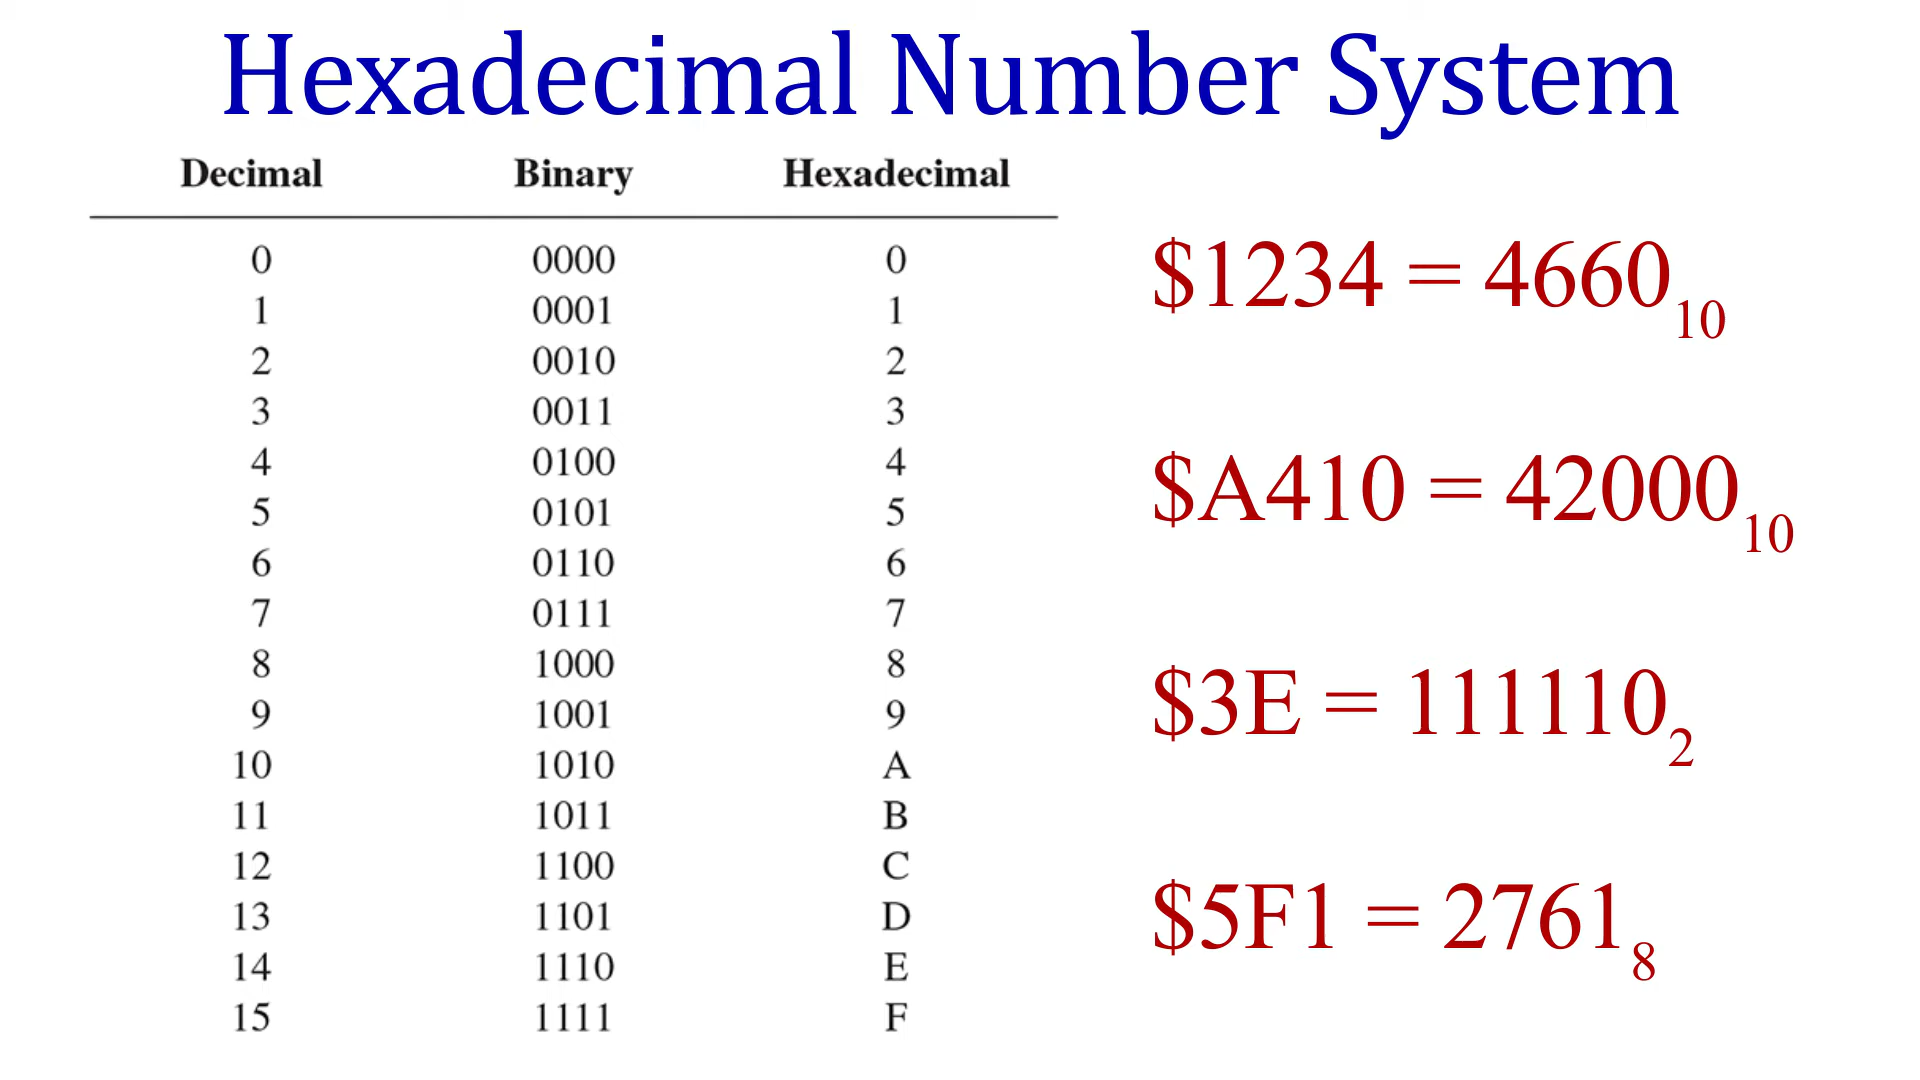 Hexadecimal Number System
Decimal Binary Hexadecimal
0 0000 0
1 0001 1
2 0010 2
3 0011 3
4 0100 4
5 0101 5
6 0110 6
7 0111 7
8 1000 8
9 1001 9
10 1010 A
11 1011 B
12 1100 C
13 1101 D
14 1110 E
15 1111 F
$1234 = 4660₁₀
$A410 = 42000₁₀
$3E = 111110₂
$5F1 = 2761₈